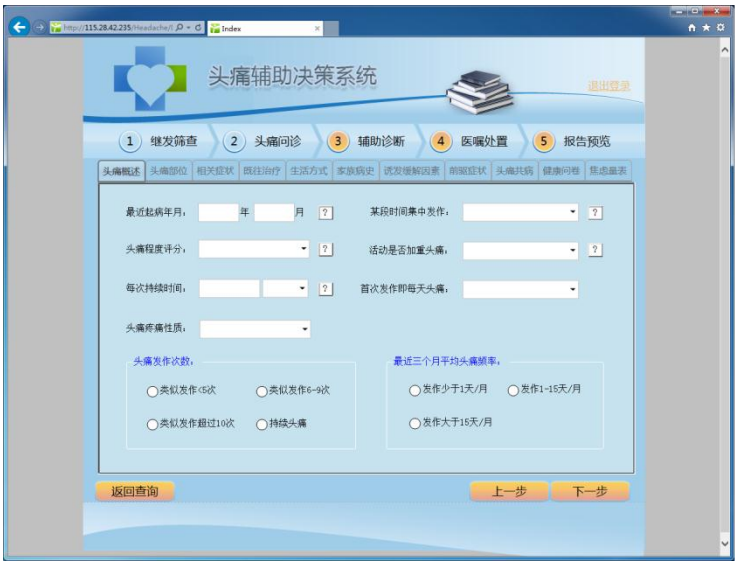 http://115.28.42.235/Headache/I
Index
头痛辅助决策系统
退出登录
1 继发筛查 2 头痛问诊 3 辅助诊断 4 医嘱处置 5 报告预览
头痛概述 头痛部位 相关症状 既往治疗 生活方式 家族病史 诱发缓解因素 前驱症状 头痛共病 健康问卷 焦虑量表
最近起病年月: 年 月 ? 某段时间集中发作: ?
头痛程度评分: ? 活动是否加重头痛: ?
每次持续时间: ? 首次发作即每天头痛:
头痛疼痛性质:
头痛发作次数: 最近三个月平均头痛频率:
类似发作<5次 类似发作6-9次 发作少于1天/月 发作1-15天/月
类似发作超过10次 持续头痛 发作大于15天/月
返回查询 上一步 下一步